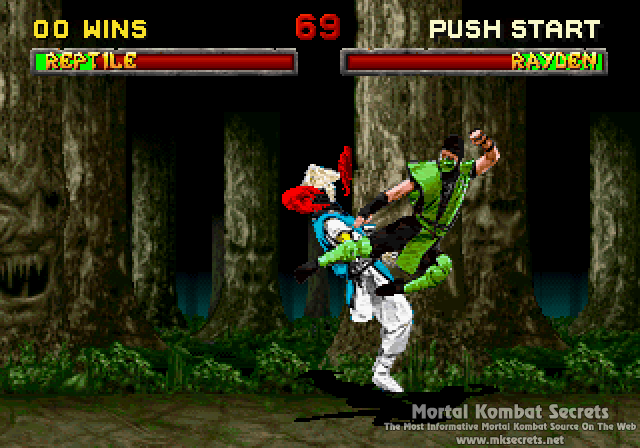 00 WINS
69
PUSH START
REPTILE
RAYDEN
Mortal Kombat Secrets
The Most Informative Mortal Kombat Source On The Web
www.mksecrets.net